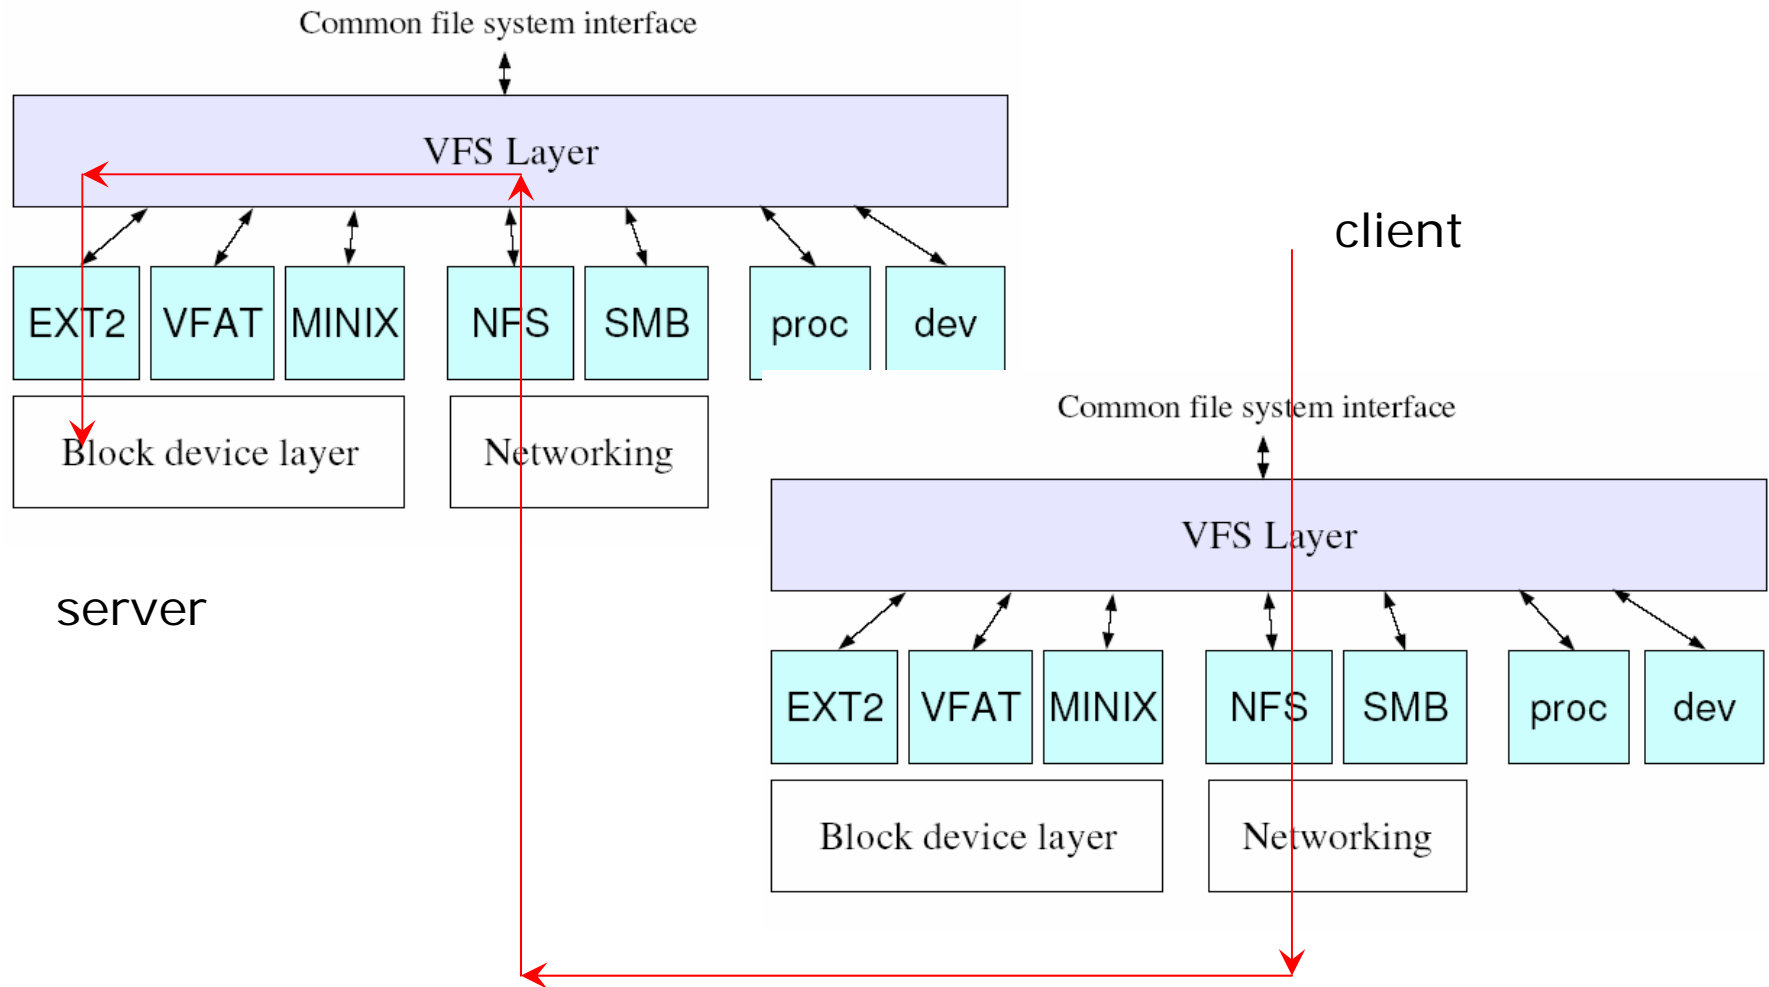 Common file system interface
VFS Layer
client
EXT2 VFAT MINIX NFS SMB proc dev
Common file system interface
Block device layer Networking
VFS Layer
server
EXT2 VFAT MINIX NFS SMB proc dev
Block device layer Networking